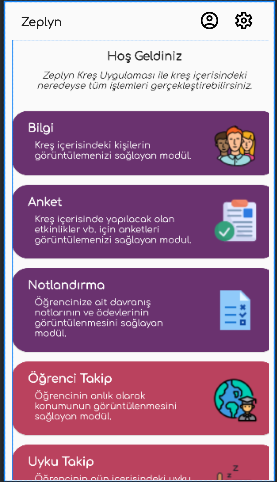 Zeplyn
Hoş Geldiniz
Zeplyn Kreş Uygulaması ile kreş içerisindeki
neredeyse tüm işlemleri gerçekleştirebilirsiniz.
Bilgi
Kreş içerisindeki kişilerin
görüntülemenizi sağlayan modül.
Anket
Kreş içerisinde yapılacak olan
etkinlikler vb. için anketleri
görüntülemenizi sağlayan modul.
Notlandırma
Öğrencinize ait davranış
notlarının ve ödevlerinin
görüntülenmesini sağlayan
modül.
Öğrenci Takip
Öğrencinin anlık olarak
konumunun görüntülenmesini
sağlayan modül.
Uyku Takip
Öğrencinin gün içerisindeki uyku
z z